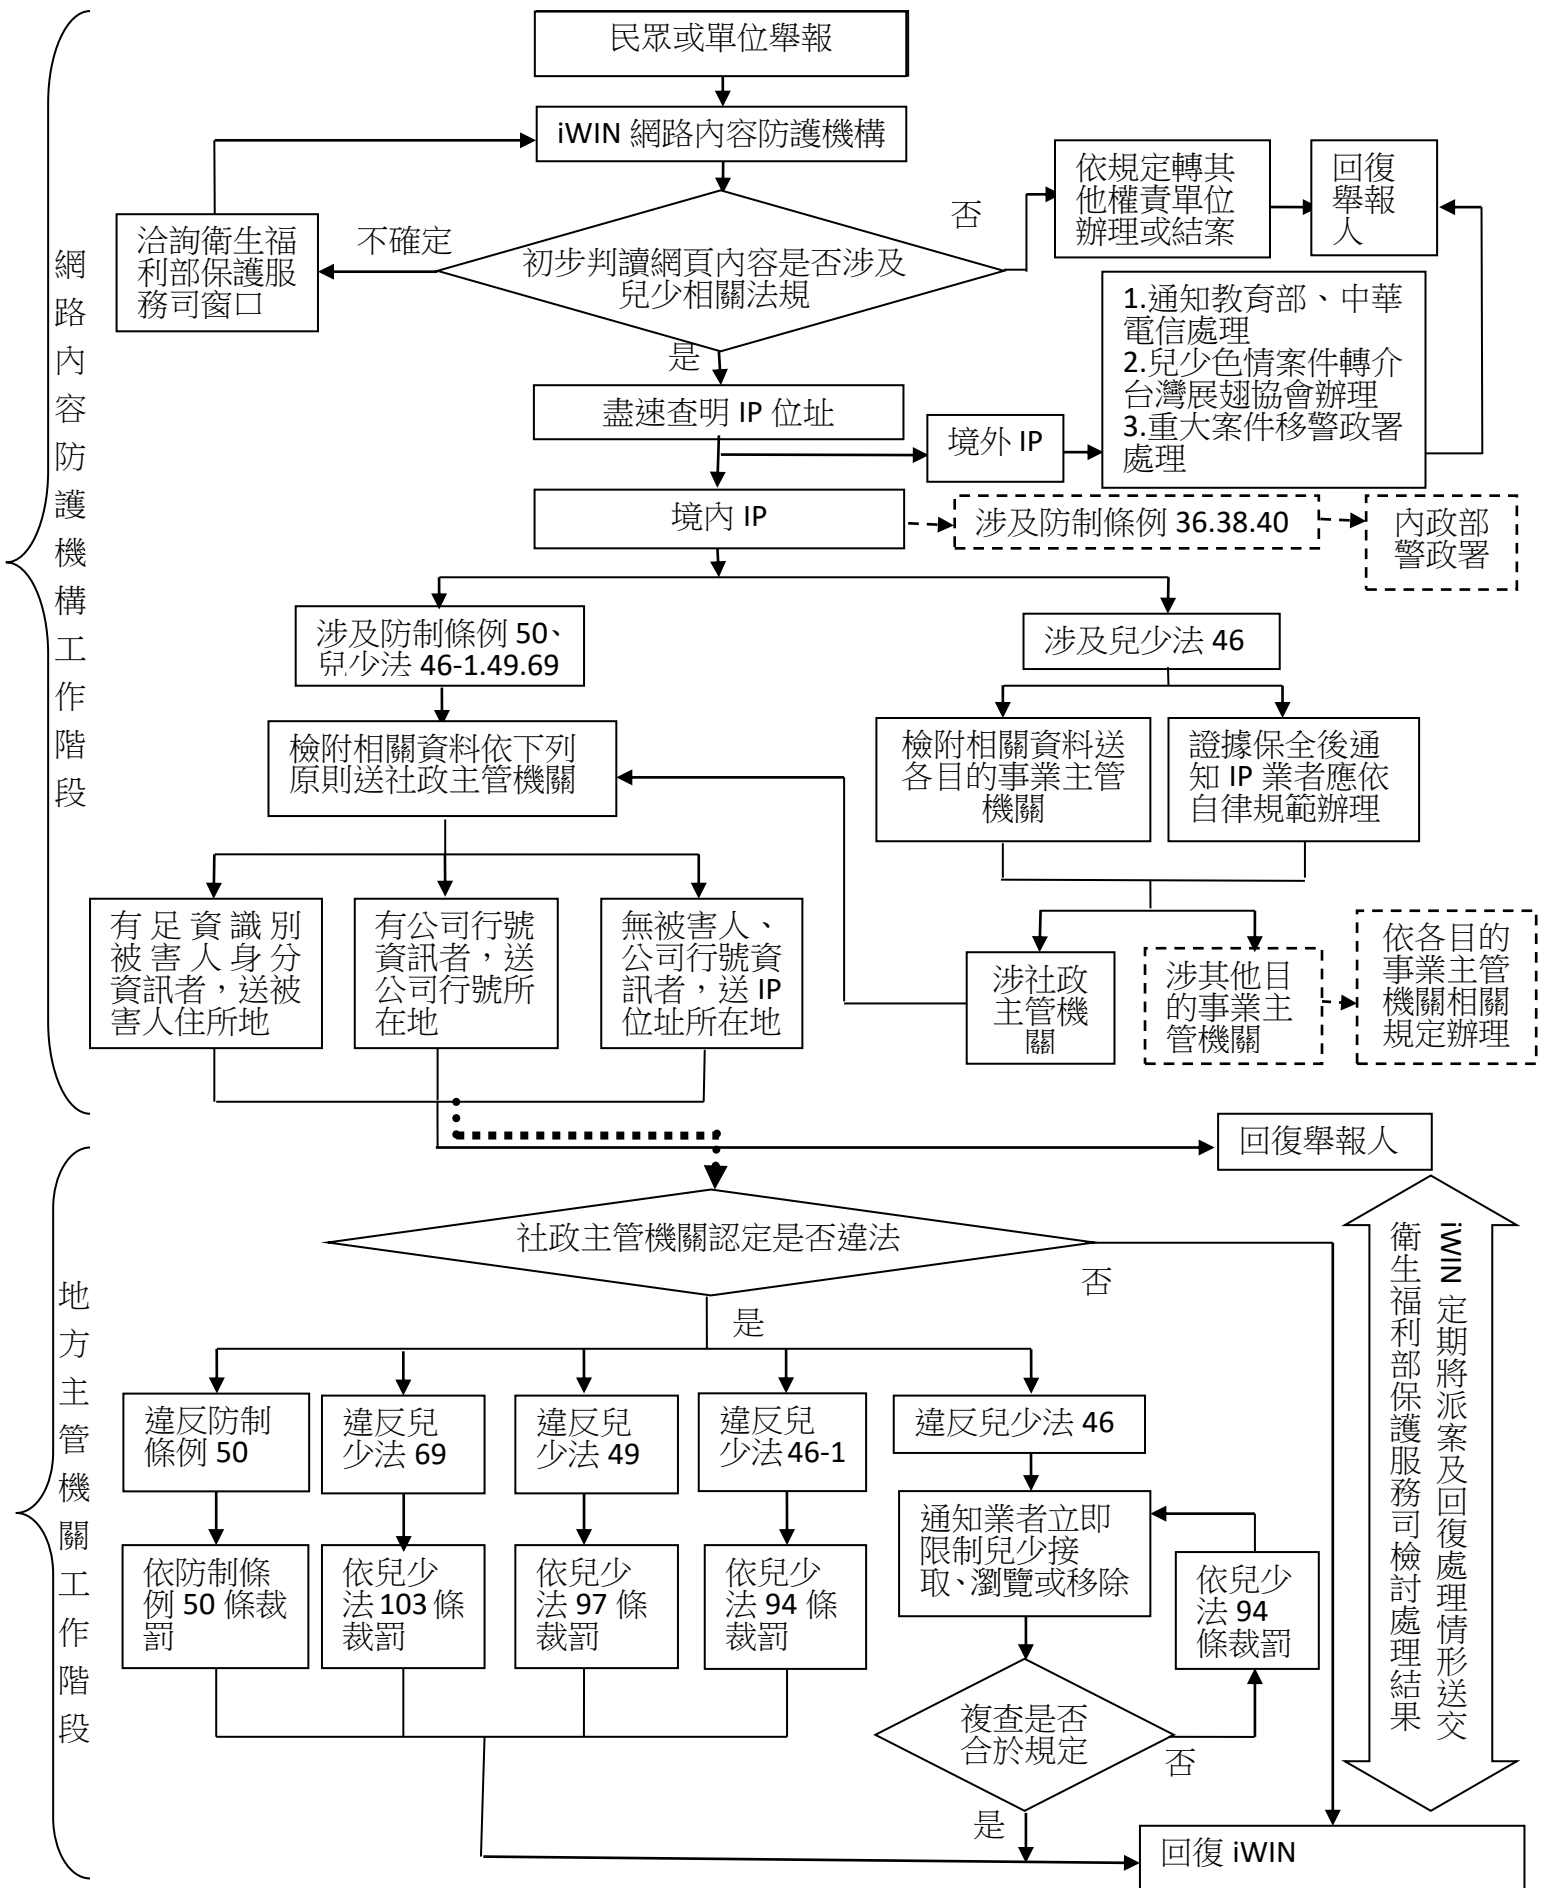 民眾或單位舉報
iWIN 網路內容防護機構
依規定轉其
他權責單位
辦理或結案
回復
舉報
人
否
不確定
洽詢衛生福
利部保護服
務司窗口
初步判讀網頁內容是否涉及
兒少相關法規
是
1.通知教育部、中華
電信處理
2.兒少色情案件轉介
台灣展翅協會辦理
3.重大案件移警政署
處理
盡速查明 IP 位址
境外 IP
境內 IP
涉及防制條例 36.38.40
內政部
警政署
網路內容防護機構工作階段
涉及防制條例 50、
兒少法 46-1.49.69
涉及兒少法 46
檢附相關資料依下列
原則送社政主管機關
檢附相關資料送
各目的事業主管
機關
證據保全後通
知 IP 業者應依
自律規範辦理
有足資識別
被害人身分
資訊者，送被
害人住所地
有公司行號
資訊者，送
公司行號所
在地
無被害人、
公司行號資
訊者，送 IP
位址所在地
涉社政
主管機
關
涉其他目
的事業主
管機關
依各目的
事業主管
機關相關
規定辦理
回復舉報人
社政主管機關認定是否違法
否
是
地方主管機關工作階段
違反防制
條例 50
違反兒
少法 69
違反兒
少法 49
違反兒
少法 46-1
違反兒少法 46
依防制條
例 50 條裁
罰
依兒少
法 103 條
裁罰
依兒少
法 97 條
裁罰
依兒少
法 94 條
裁罰
通知業者立即
限制兒少接
取、瀏覽或移除
依兒少
法 94
條裁罰
複查是否
合於規定
否
是
iWIN 定期將派案及回復處理情形送交
衛生福利部保護服務司檢討處理結果
回復 iWIN